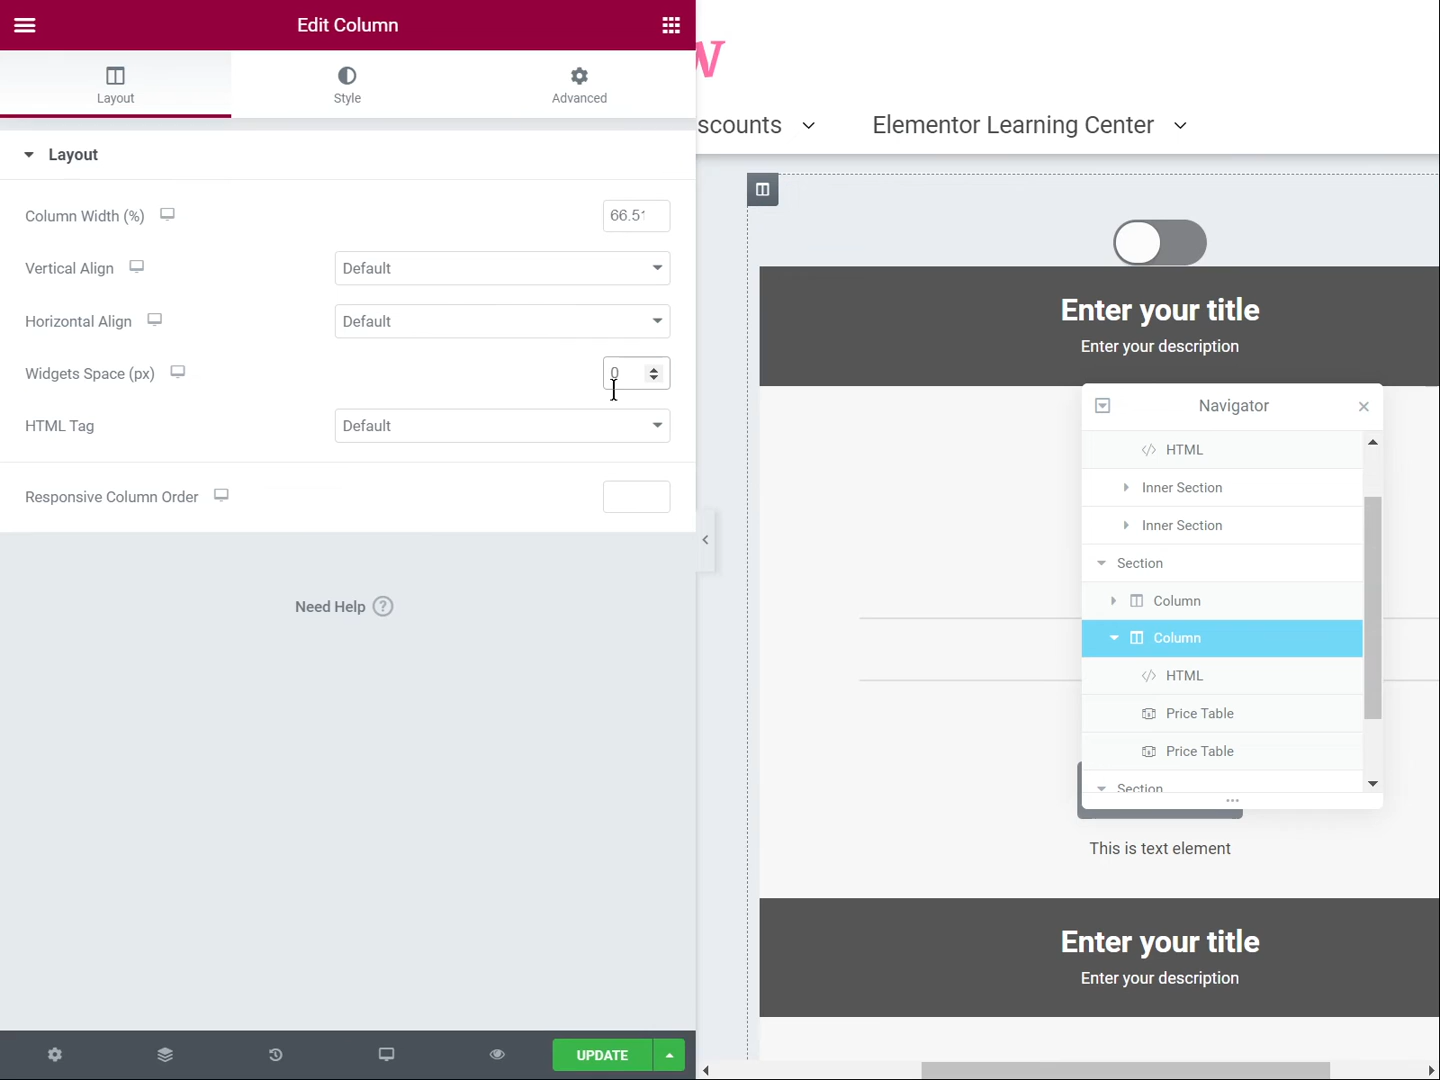 Edit Column
Layout
Style
Advanced
Layout
Column Width (%)
Vertical Align
Default
Horizontal Align
Default
Widgets Space (px)
0
HTML Tag
Default
Responsive Column Order
Need Help ?
UPDATE
W
scounts
Elementor Learning Center
Enter your title
Enter your description
Navigator
HTML
Inner Section
Inner Section
Section
Column
Column
HTML
Price Table
Price Table
Section
This is text element
Enter your title
Enter your description